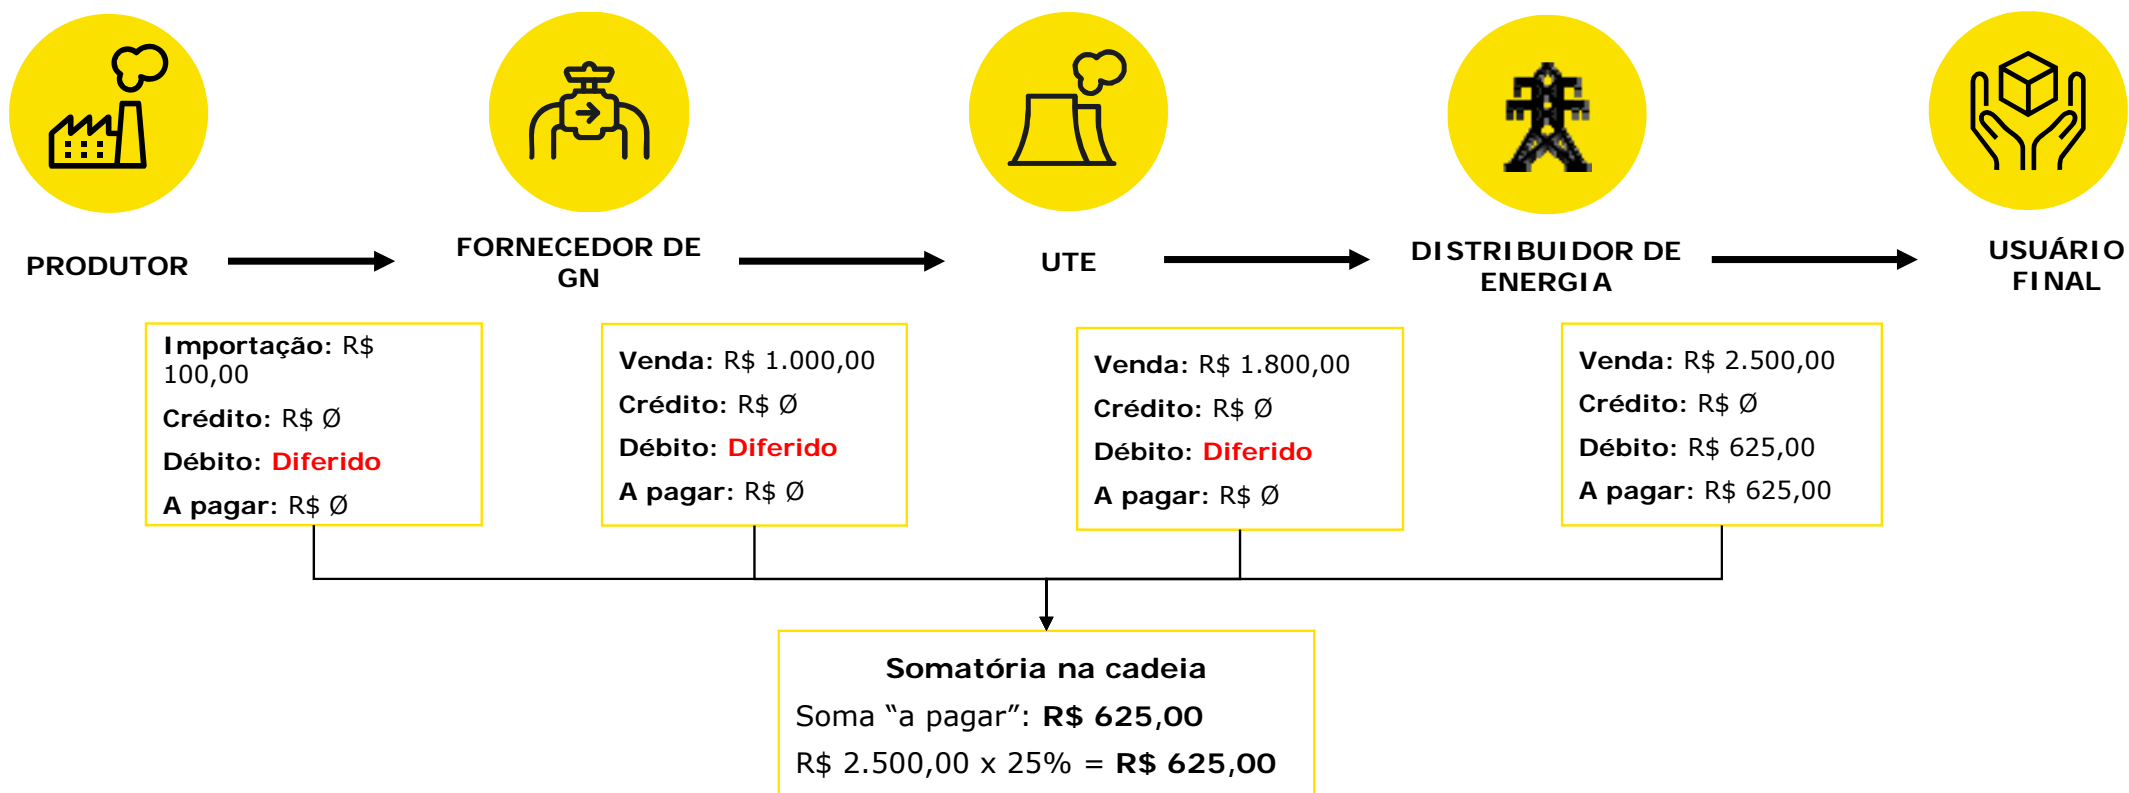 PRODUTOR
FORNECEDOR DE
GN
UTE
DISTRIBUIDOR DE
ENERGIA
USUÁRIO
FINAL
Importação: R$
100,00
Crédito: R$ Ø
Débito: Diferido
A pagar: R$ Ø
Venda: R$ 1.000,00
Crédito: R$ Ø
Débito: Diferido
A pagar: R$ Ø
Venda: R$ 1.800,00
Crédito: R$ Ø
Débito: Diferido
A pagar: R$ Ø
Venda: R$ 2.500,00
Crédito: R$ Ø
Débito: R$ 625,00
A pagar: R$ 625,00
Somatória na cadeia
Soma “a pagar”: R$ 625,00
R$ 2.500,00 x 25% = R$ 625,00